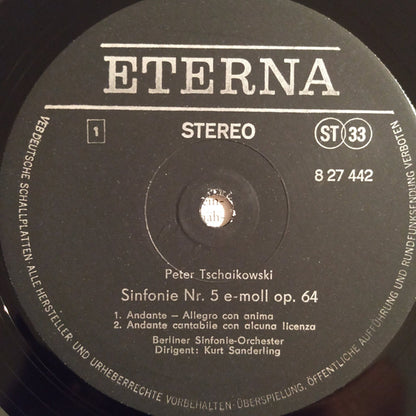 ETERNA
1
STEREO
ST 33
8 27 442
Peter Tschaikowski
Sinfonie Nr. 5 e-moll op. 64
1. Andante – Allegro con anima
2. Andante cantabile con alcuna licenza
Berliner Sinfonie-Orchester
Dirigent: Kurt Sanderling
VEB DEUTSCHE SCHALLPLATTEN · ALLE HERSTELLER UND URHEBERRECHTE VORBEHALTEN · ÜBERSPIELUNG, ÖFFENTLICHE AUFFÜHRUNG UND RUNDFUNKSENDUNG VERBOTEN